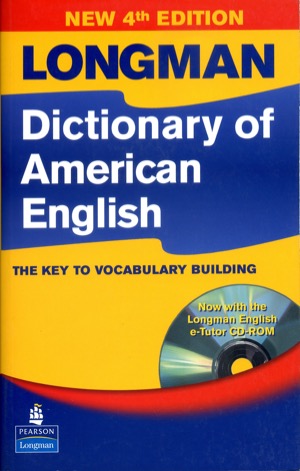 NEW 4th EDITION
LONGMAN
Dictionary of
American
English
THE KEY TO VOCABULARY BUILDING
Now with the
Longman English
e-Tutor CD-ROM
PEARSON
Longman